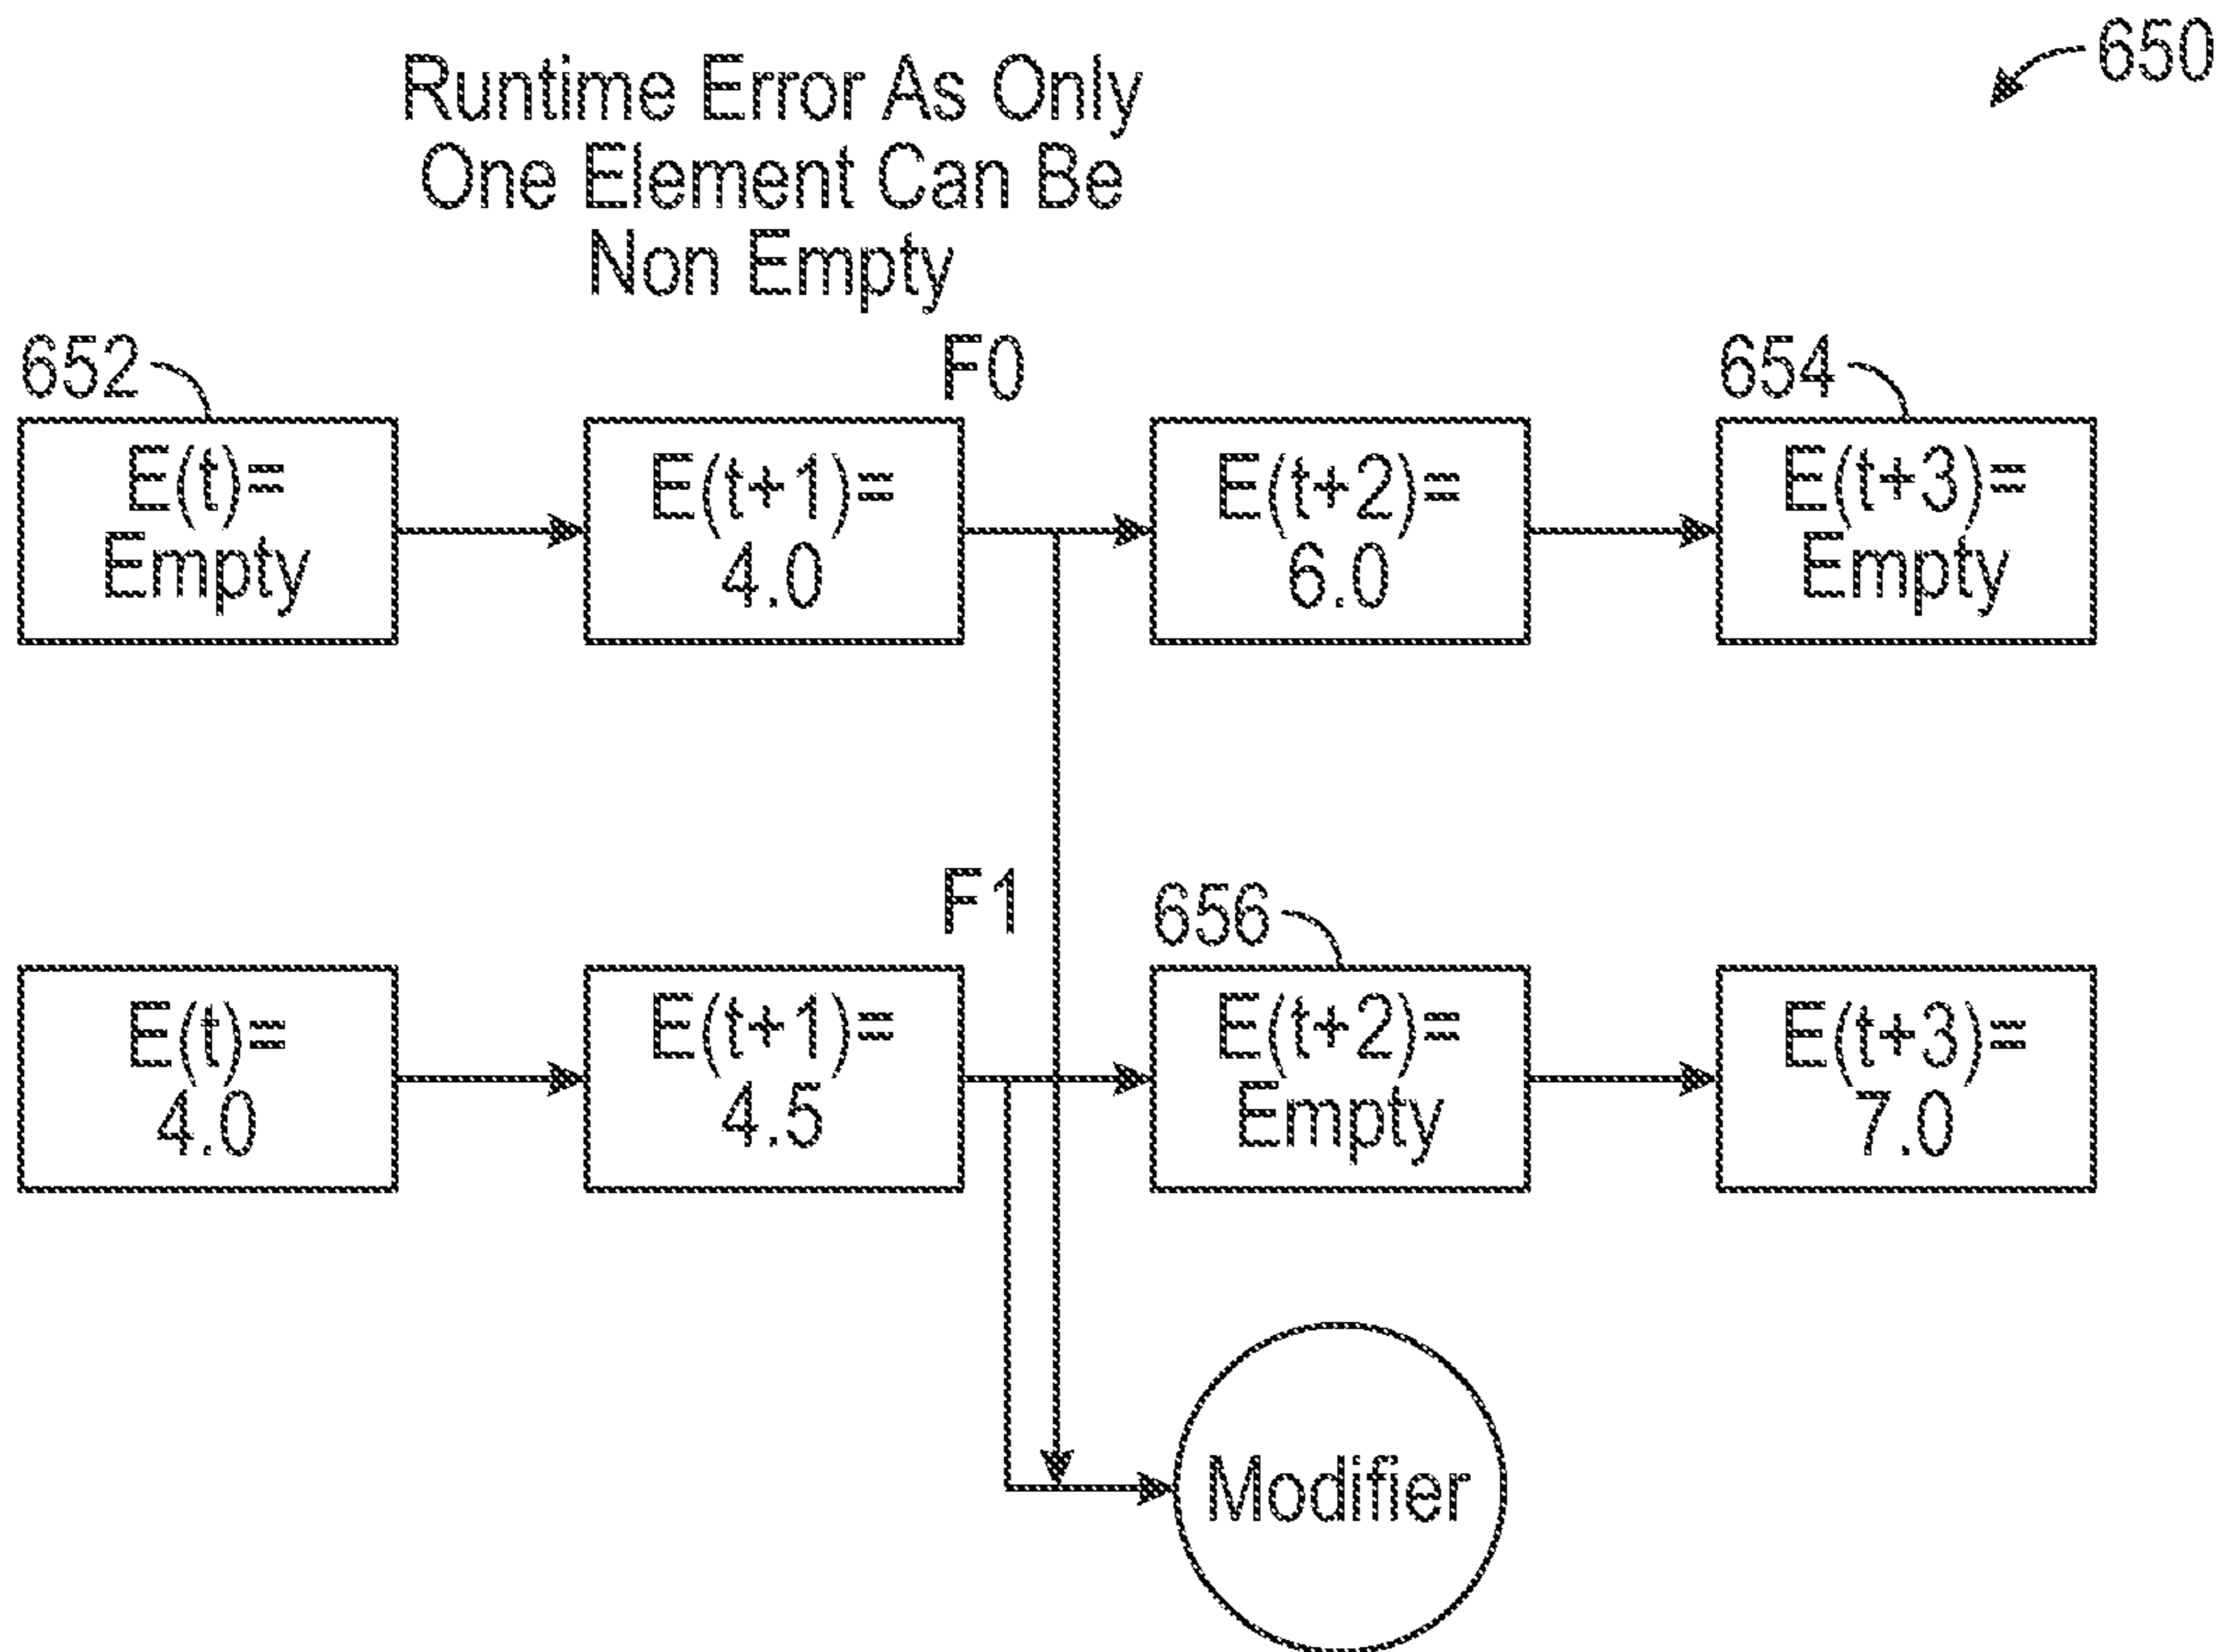 650
Runtime Error As Only
One Element Can Be
Non Empty
F0
652
654
E(t)=
Empty
E(t+1)=
4.0
E(t+2)=
6.0
E(t+3)=
Empty
F1
656
E(t)=
4.0
E(t+1)=
4.5
E(t+2)=
Empty
E(t+3)=
7.0
Modifier